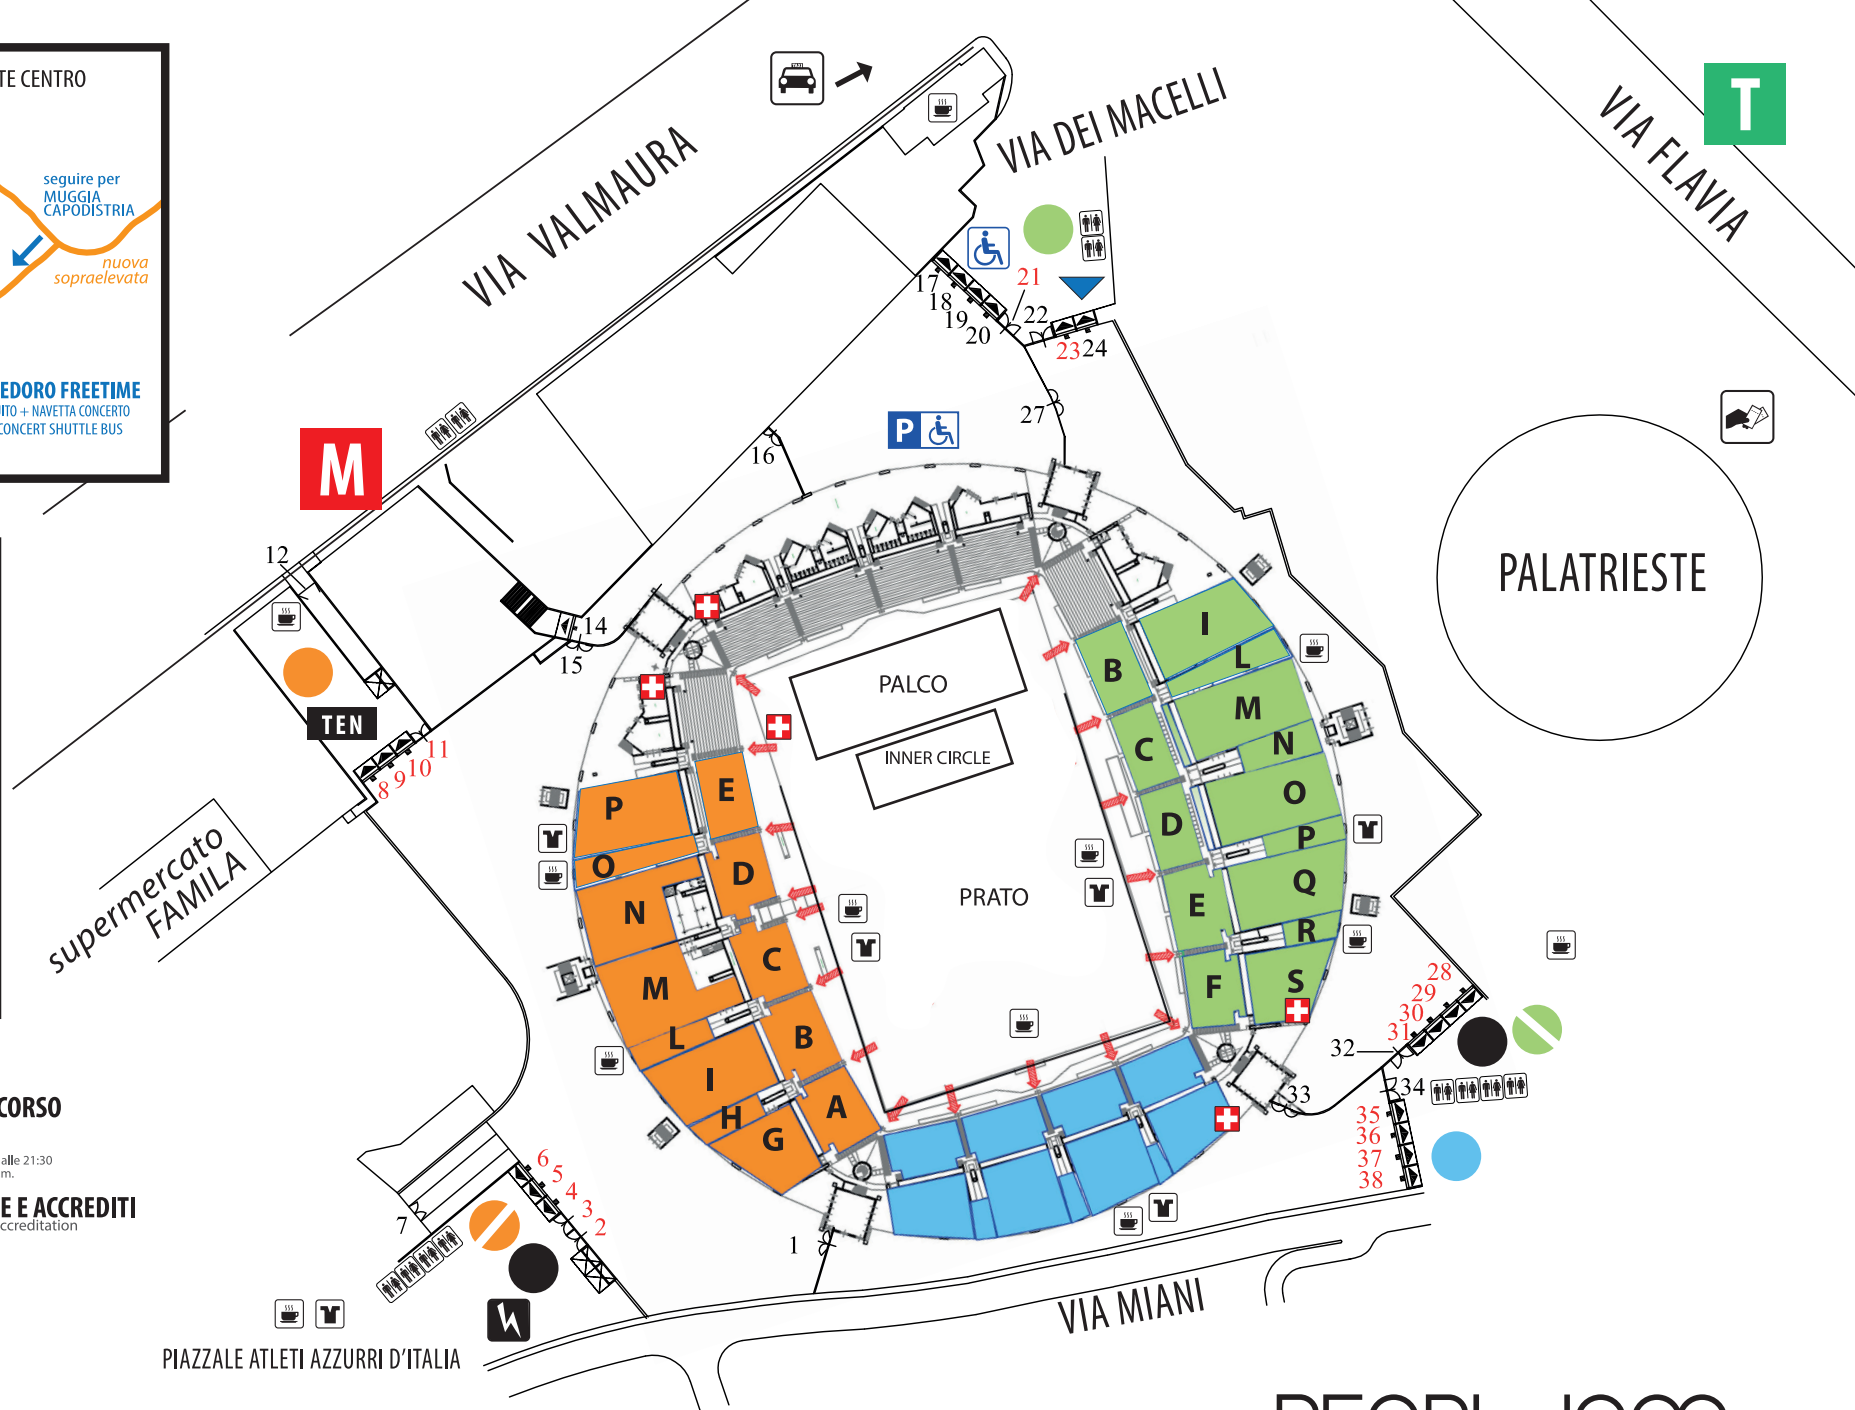 TE CENTRO
seguire per
MUGGIA
CAPODISTRIA
nuova
sopraelevata
EDORO FREETIME
ITO + NAVETTA CONCERTO
CONCERT SHUTTLE BUS
VIA VALMAURA
TAXI
VIA DEI MACELLI
VIA FLAVIA
T
M
P
PALATRIESTE
17
18
19
20
21
22
23
24
27
16
12
14
15
TEN
11
10
9
8
supermercato
FAMILA
PALCO
INNER CIRCLE
PRATO
E
D
C
B
A
P
O
N
M
L
I
H
G
B
C
D
E
F
I
L
M
N
O
P
Q
R
S
28
29
30
31
32
33
34
35
36
37
38
CORSO
alle 21:30
m.
E E ACCREDITI
ccreditation
6
5
4
3
2
7
1
PIAZZALE ATLETI AZZURRI D'ITALIA
VIA MIANI